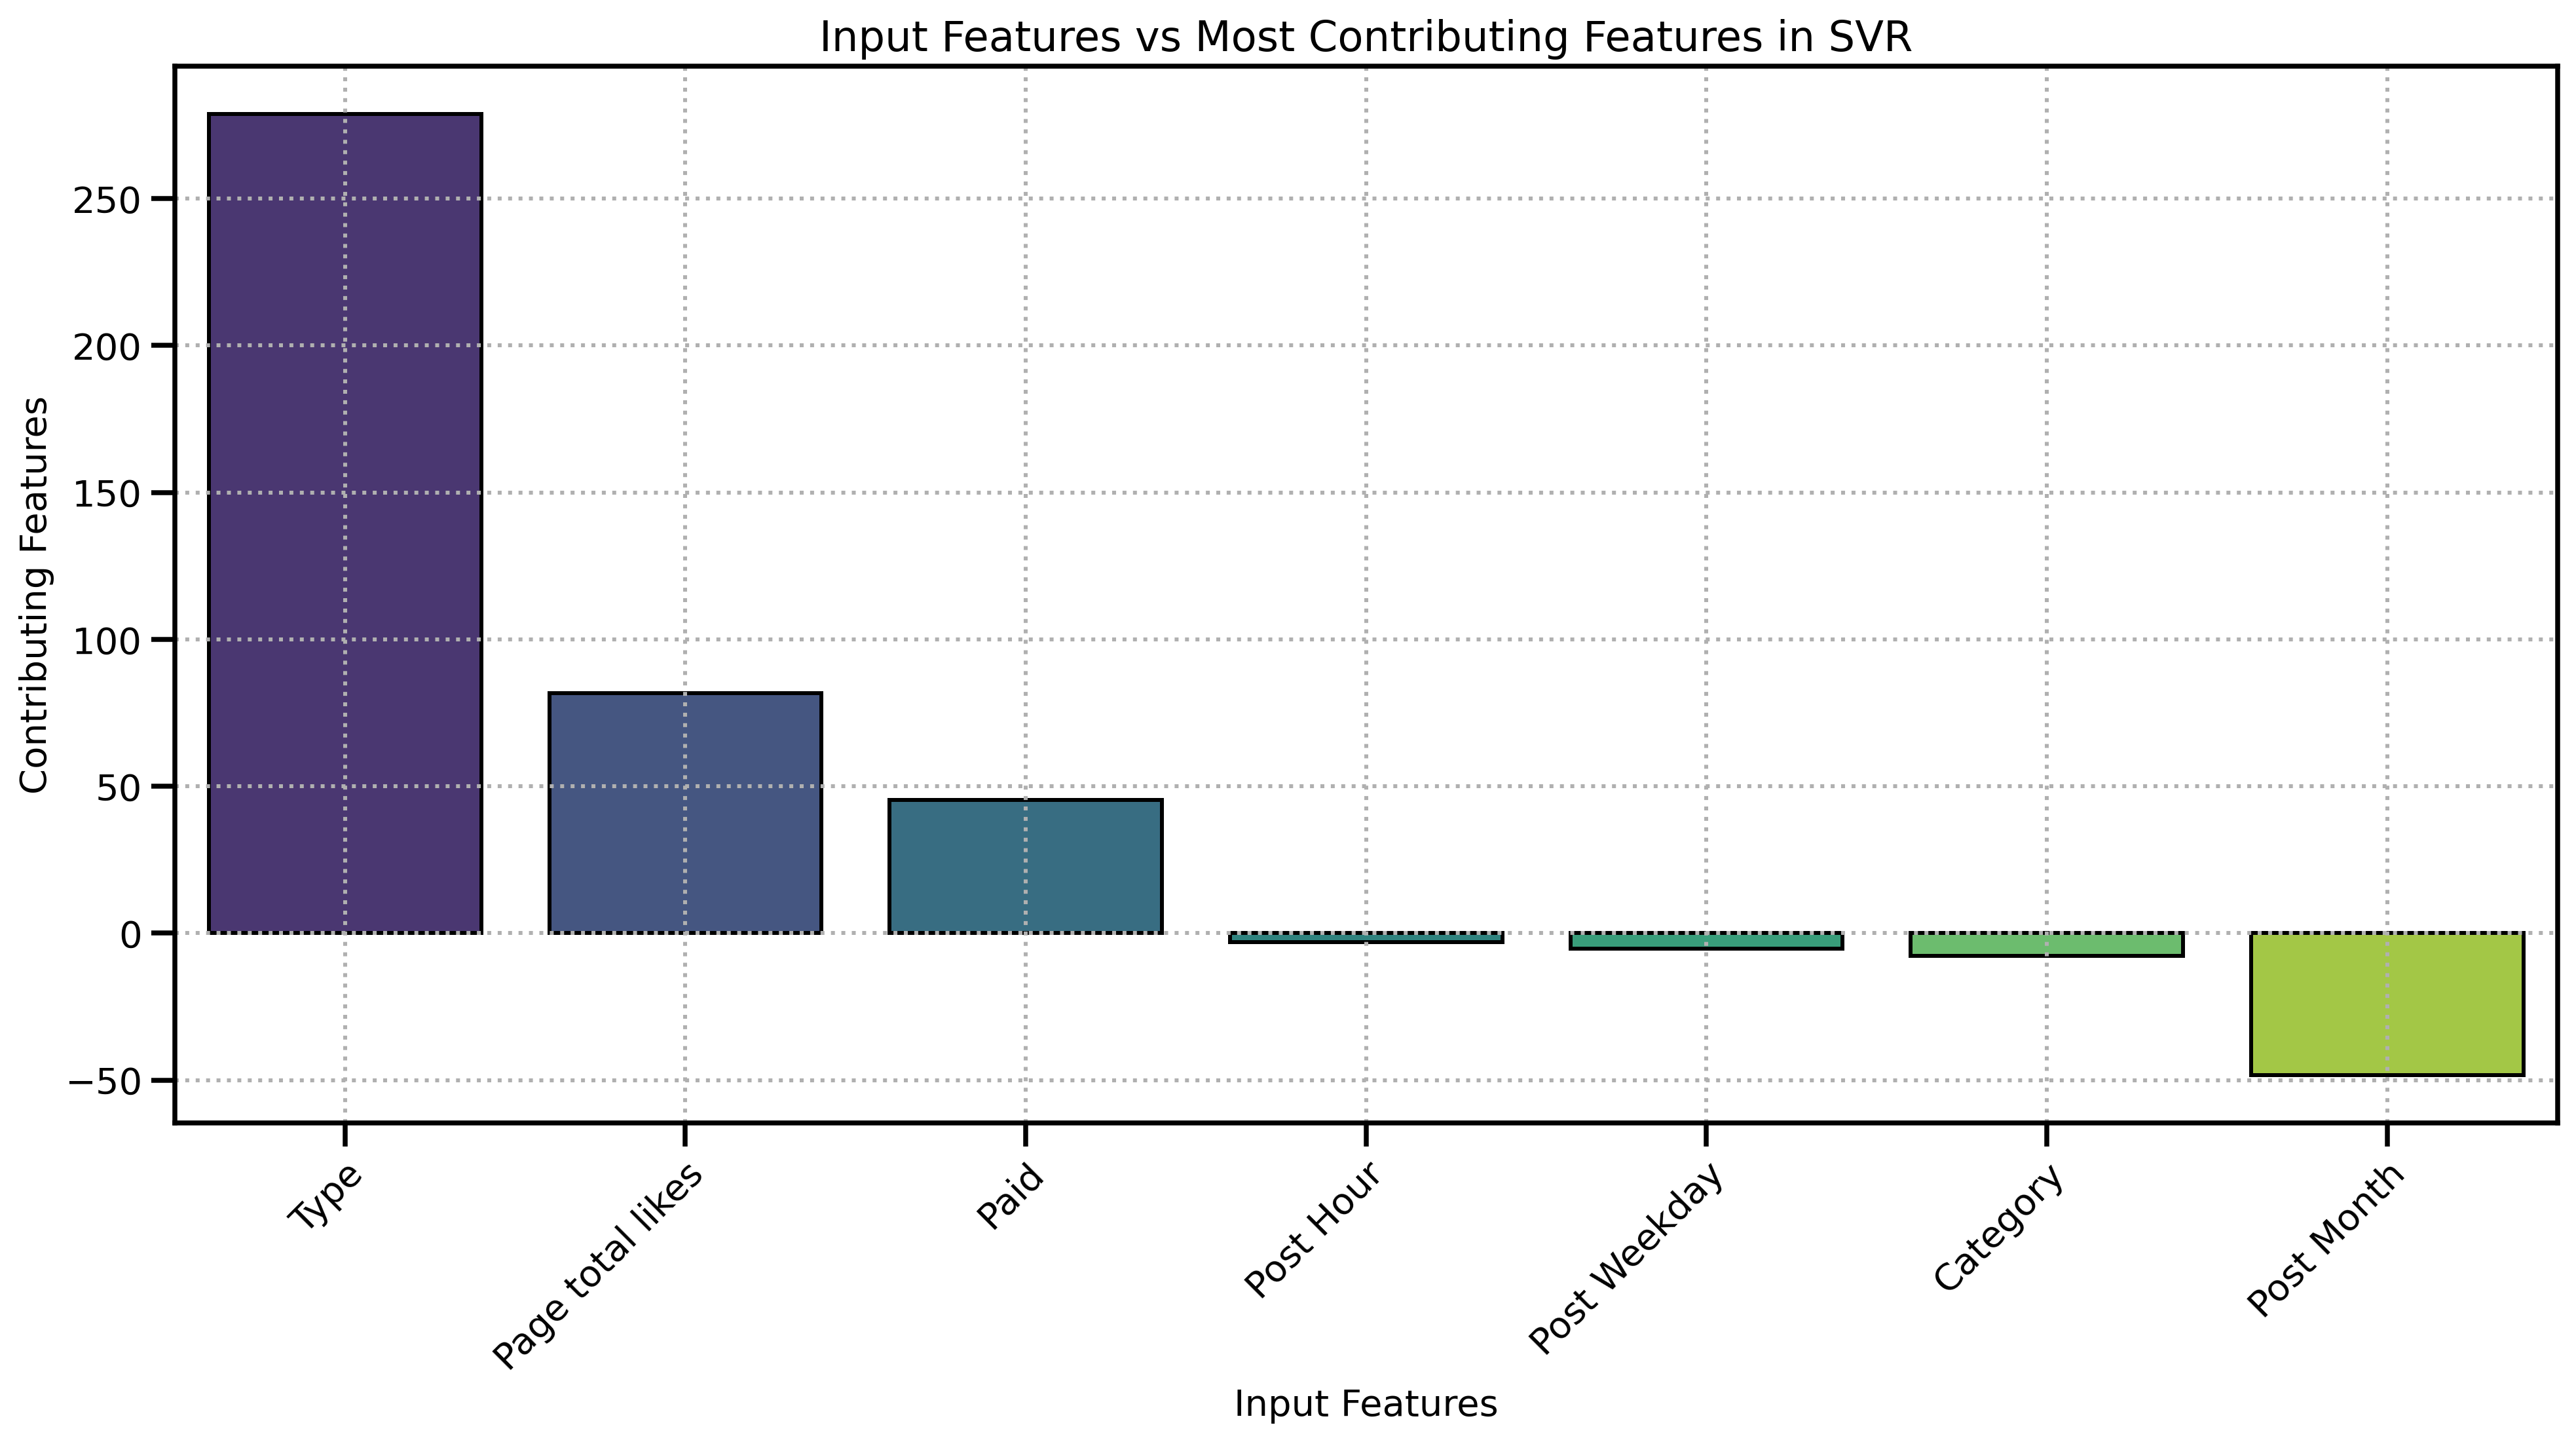 Input Features vs Most Contributing Features in SVR
Contributing Features
250
200
150
100
50
0
−50
Type
Page total likes
Paid
Post Hour
Post Weekday
Category
Post Month
Input Features